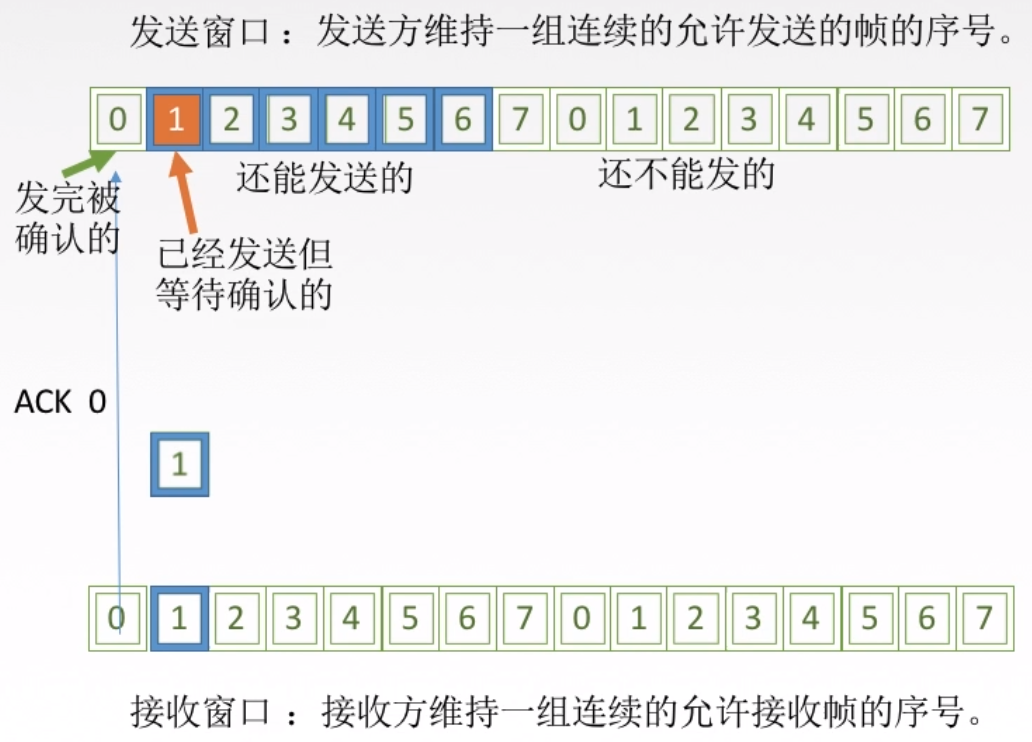 发送窗口：发送方维持一组连续的允许发送的帧的序号。
0 1 2 3 4 5 6 7 0 1 2 3 4 5 6 7
还能发送的
还不能发的
发完被
确认的
已经发送但
等待确认的
ACK 0
1
0 1 2 3 4 5 6 7 0 1 2 3 4 5 6 7
接收窗口：接收方维持一组连续的允许接收帧的序号。